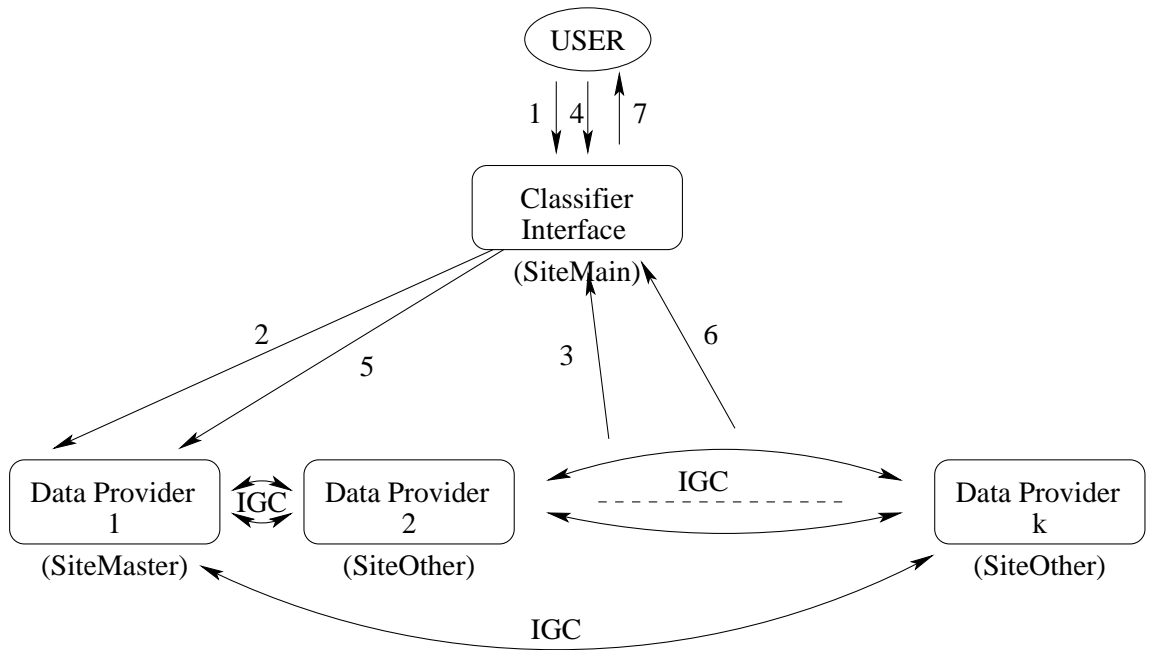 USER
1
4
7
Classifier
Interface
(SiteMain)
2
5
3
6
Data Provider
1
(SiteMaster)
IGC
Data Provider
2
(SiteOther)
IGC
Data Provider
k
(SiteOther)
IGC